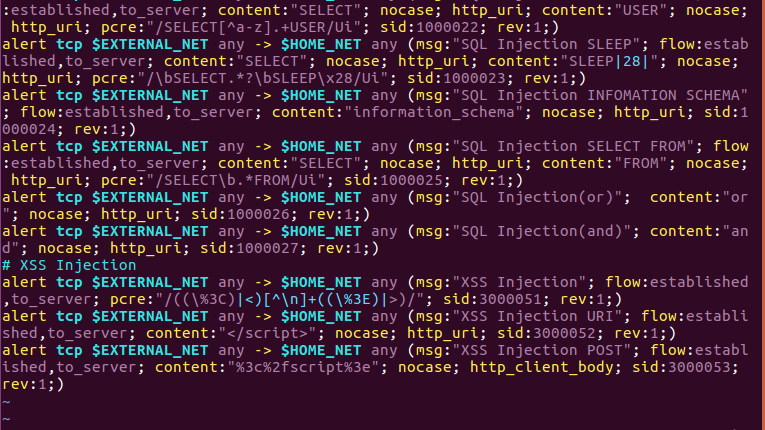 :established,to_server; content:"SELECT"; nocase; http_uri; content:"USER"; nocase;
 http_uri; pcre:"/SELECT[^a-z].+USER/Ui"; sid:1000022; rev:1;)
alert tcp $EXTERNAL_NET any -> $HOME_NET any (msg:"SQL Injection SLEEP"; flow:estab
lished,to_server; content:"SELECT"; nocase; http_uri; content:"SLEEP|28|"; nocase;
http_uri; pcre:"/\bSELECT.*?\bSLEEP\x28/Ui"; sid:1000023; rev:1;)
alert tcp $EXTERNAL_NET any -> $HOME_NET any (msg:"SQL Injection INFOMATION SCHEMA"
; flow:established,to_server; content:"information_schema"; nocase; http_uri; sid:1
000024; rev:1;)
alert tcp $EXTERNAL_NET any -> $HOME_NET any (msg:"SQL Injection SELECT FROM"; flow
:established,to_server; content:"SELECT"; nocase; http_uri; content:"FROM"; nocase;
 http_uri; pcre:"/SELECT\b.*FROM/Ui"; sid:1000025; rev:1;)
alert tcp $EXTERNAL_NET any -> $HOME_NET any (msg:"SQL Injection(or)";  content:"or
"; nocase; http_uri; sid:1000026; rev:1;)
alert tcp $EXTERNAL_NET any -> $HOME_NET any (msg:"SQL Injection(and)"; content:"an
d"; nocase; http_uri; sid:1000027; rev:1;)
# XSS Injection
alert tcp $EXTERNAL_NET any -> $HOME_NET any (msg:"XSS Injection"; flow:established
,to_server; pcre:"/((\%3C)|<)[^\n]+((\%3E)|>)/"; sid:3000051; rev:1;)
alert tcp $EXTERNAL_NET any -> $HOME_NET any (msg:"XSS Injection URI"; flow:establi
shed,to_server; content:"</script>"; nocase; http_uri; sid:3000052; rev:1;)
alert tcp $EXTERNAL_NET any -> $HOME_NET any (msg:"XSS Injection POST"; flow:establ
ished,to_server; content:"%3c%2fscript%3e"; nocase; http_client_body; sid:3000053;
rev:1;)
~
~